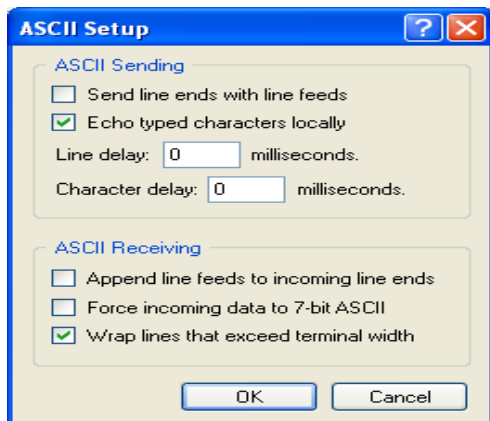 ASCII Setup
ASCII Sending
Send line ends with line feeds
Echo typed characters locally
Line delay: 0 milliseconds.
Character delay: 0 milliseconds.
ASCII Receiving
Append line feeds to incoming line ends
Force incoming data to 7-bit ASCII
Wrap lines that exceed terminal width
OK Cancel